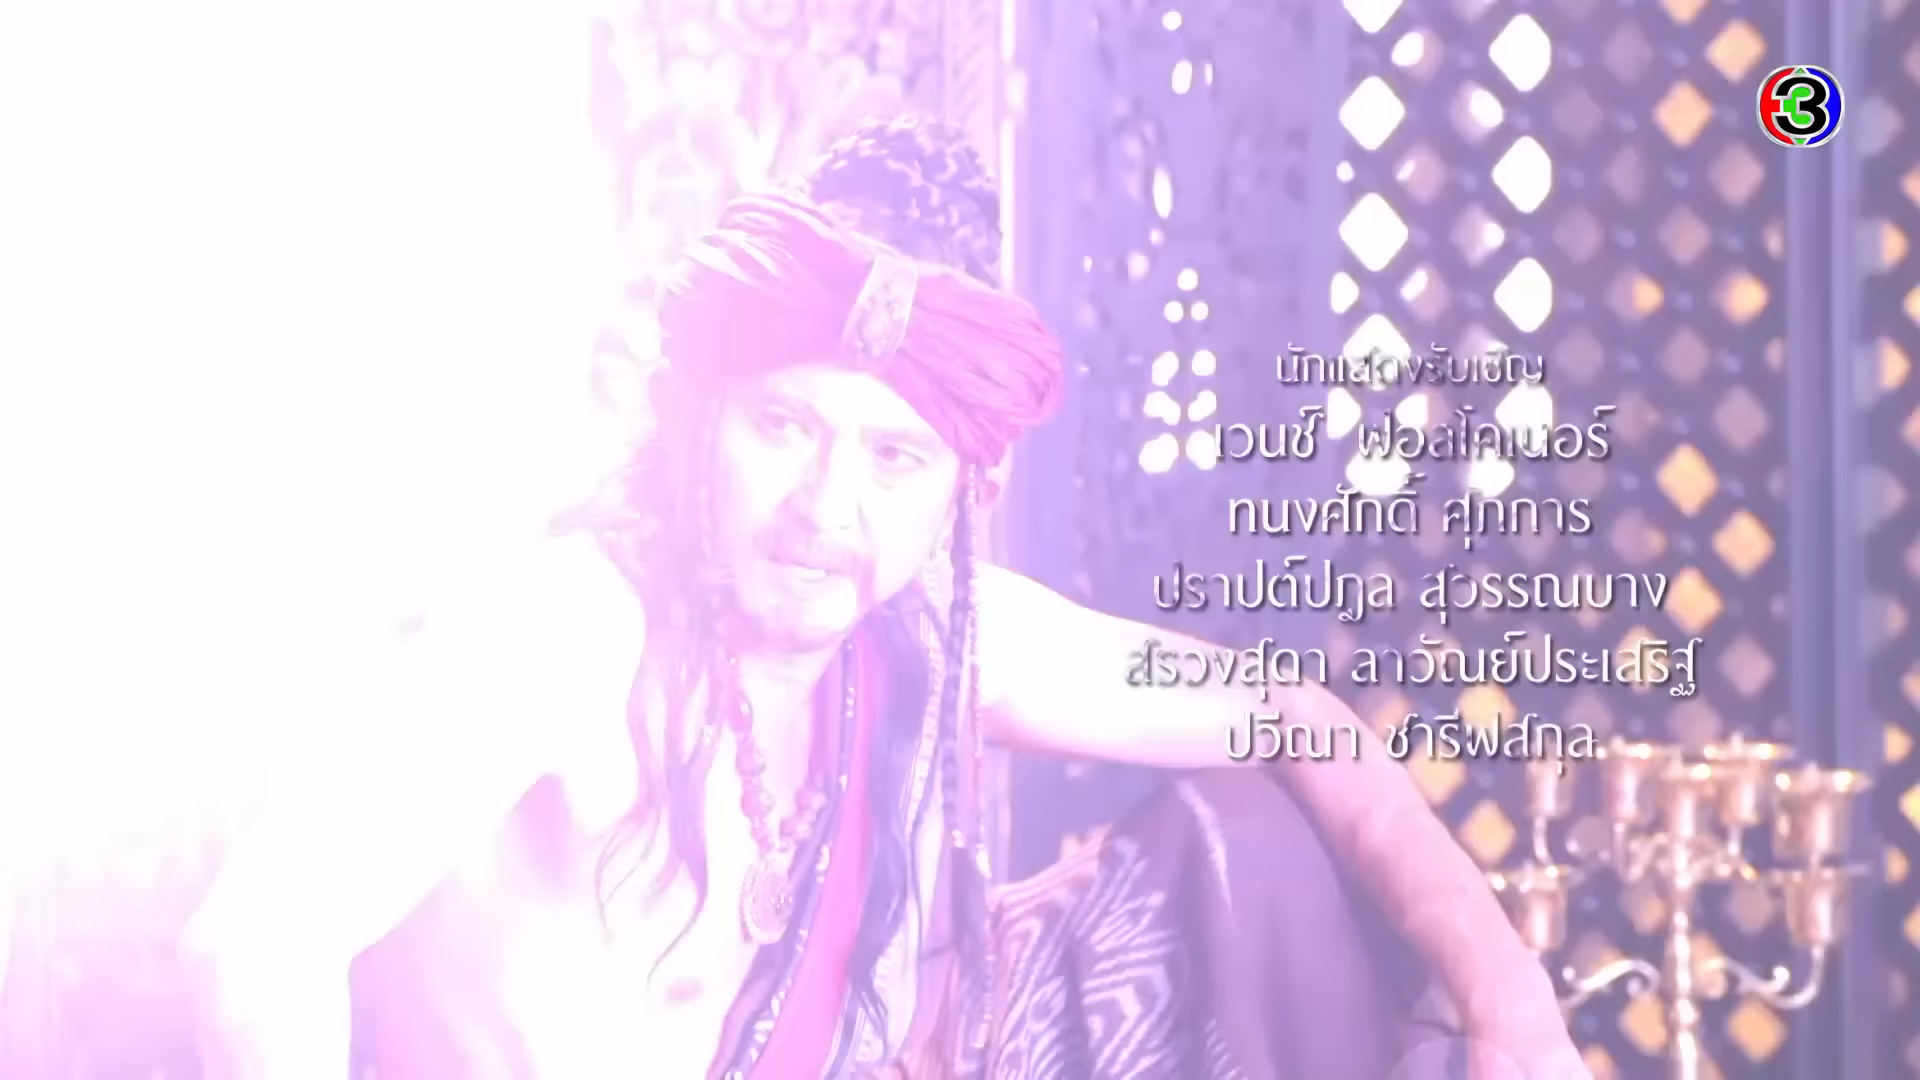 3
นักแสดงรับเชิญ
เวนช์ ฟอลโคเนอร์
ทนงศักดิ์ ศุภการ
ปราปต์ปฎล สุวรรณบาง
สรวงสุดา ลาวัณย์ประเสริฐ
ปวีณา ชารีฟสกุล